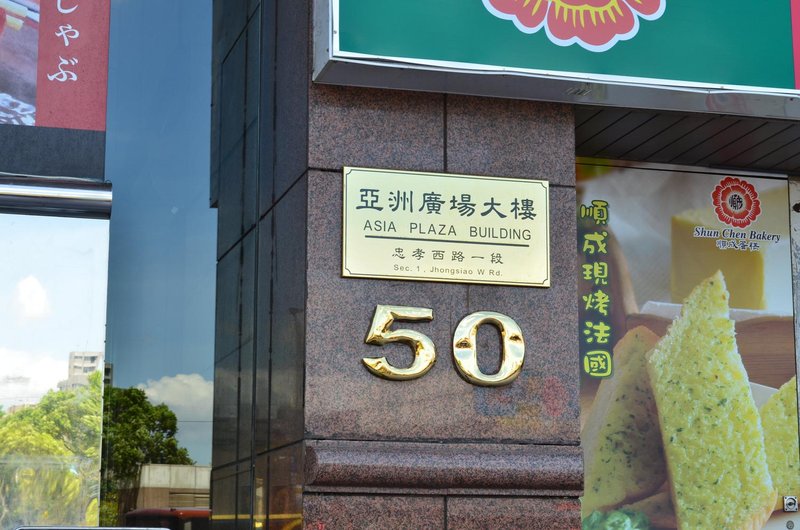 しゃぶ
亞洲廣場大樓
ASIA PLAZA BUILDING
忠孝西路一段
Sec. 1, Jhongsiao W Rd.
50
Shun Chen Bakery
順成蛋糕
順成現烤法國